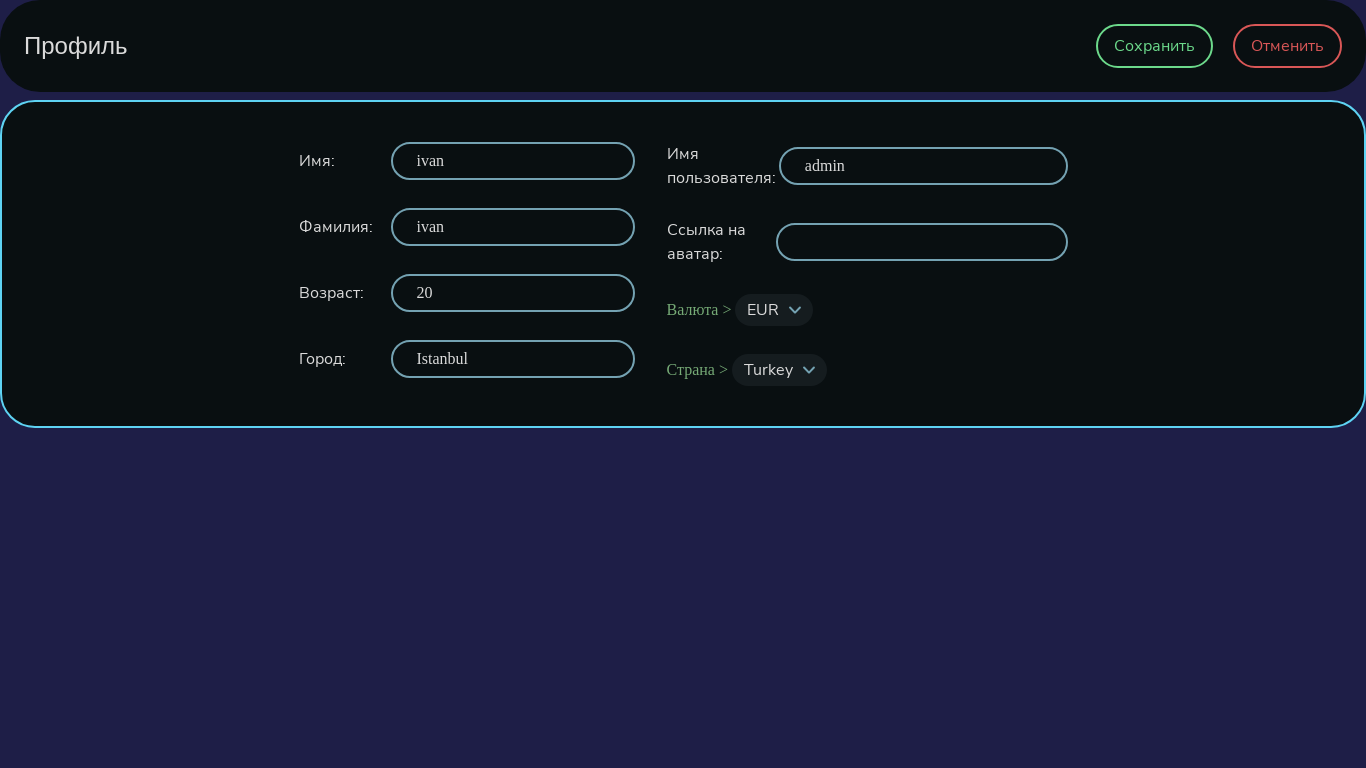 Профиль
Сохранить
Отменить
Имя:
ivan
Фамилия:
ivan
Возраст:
20
Город:
Istanbul
Имя
пользователя:
admin
Ссылка на
аватар:
Валюта >
EUR
Страна >
Turkey